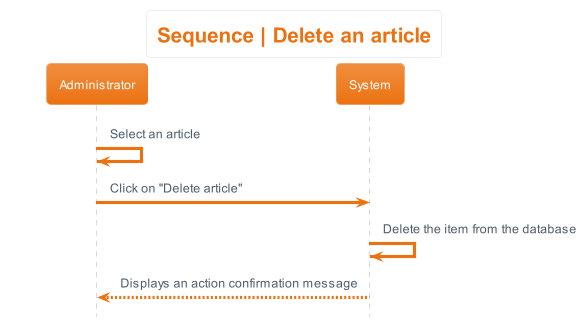 Sequence | Delete an article
Administrator
System
Select an article
Click on "Delete article"
Delete the item from the database
Displays an action confirmation message